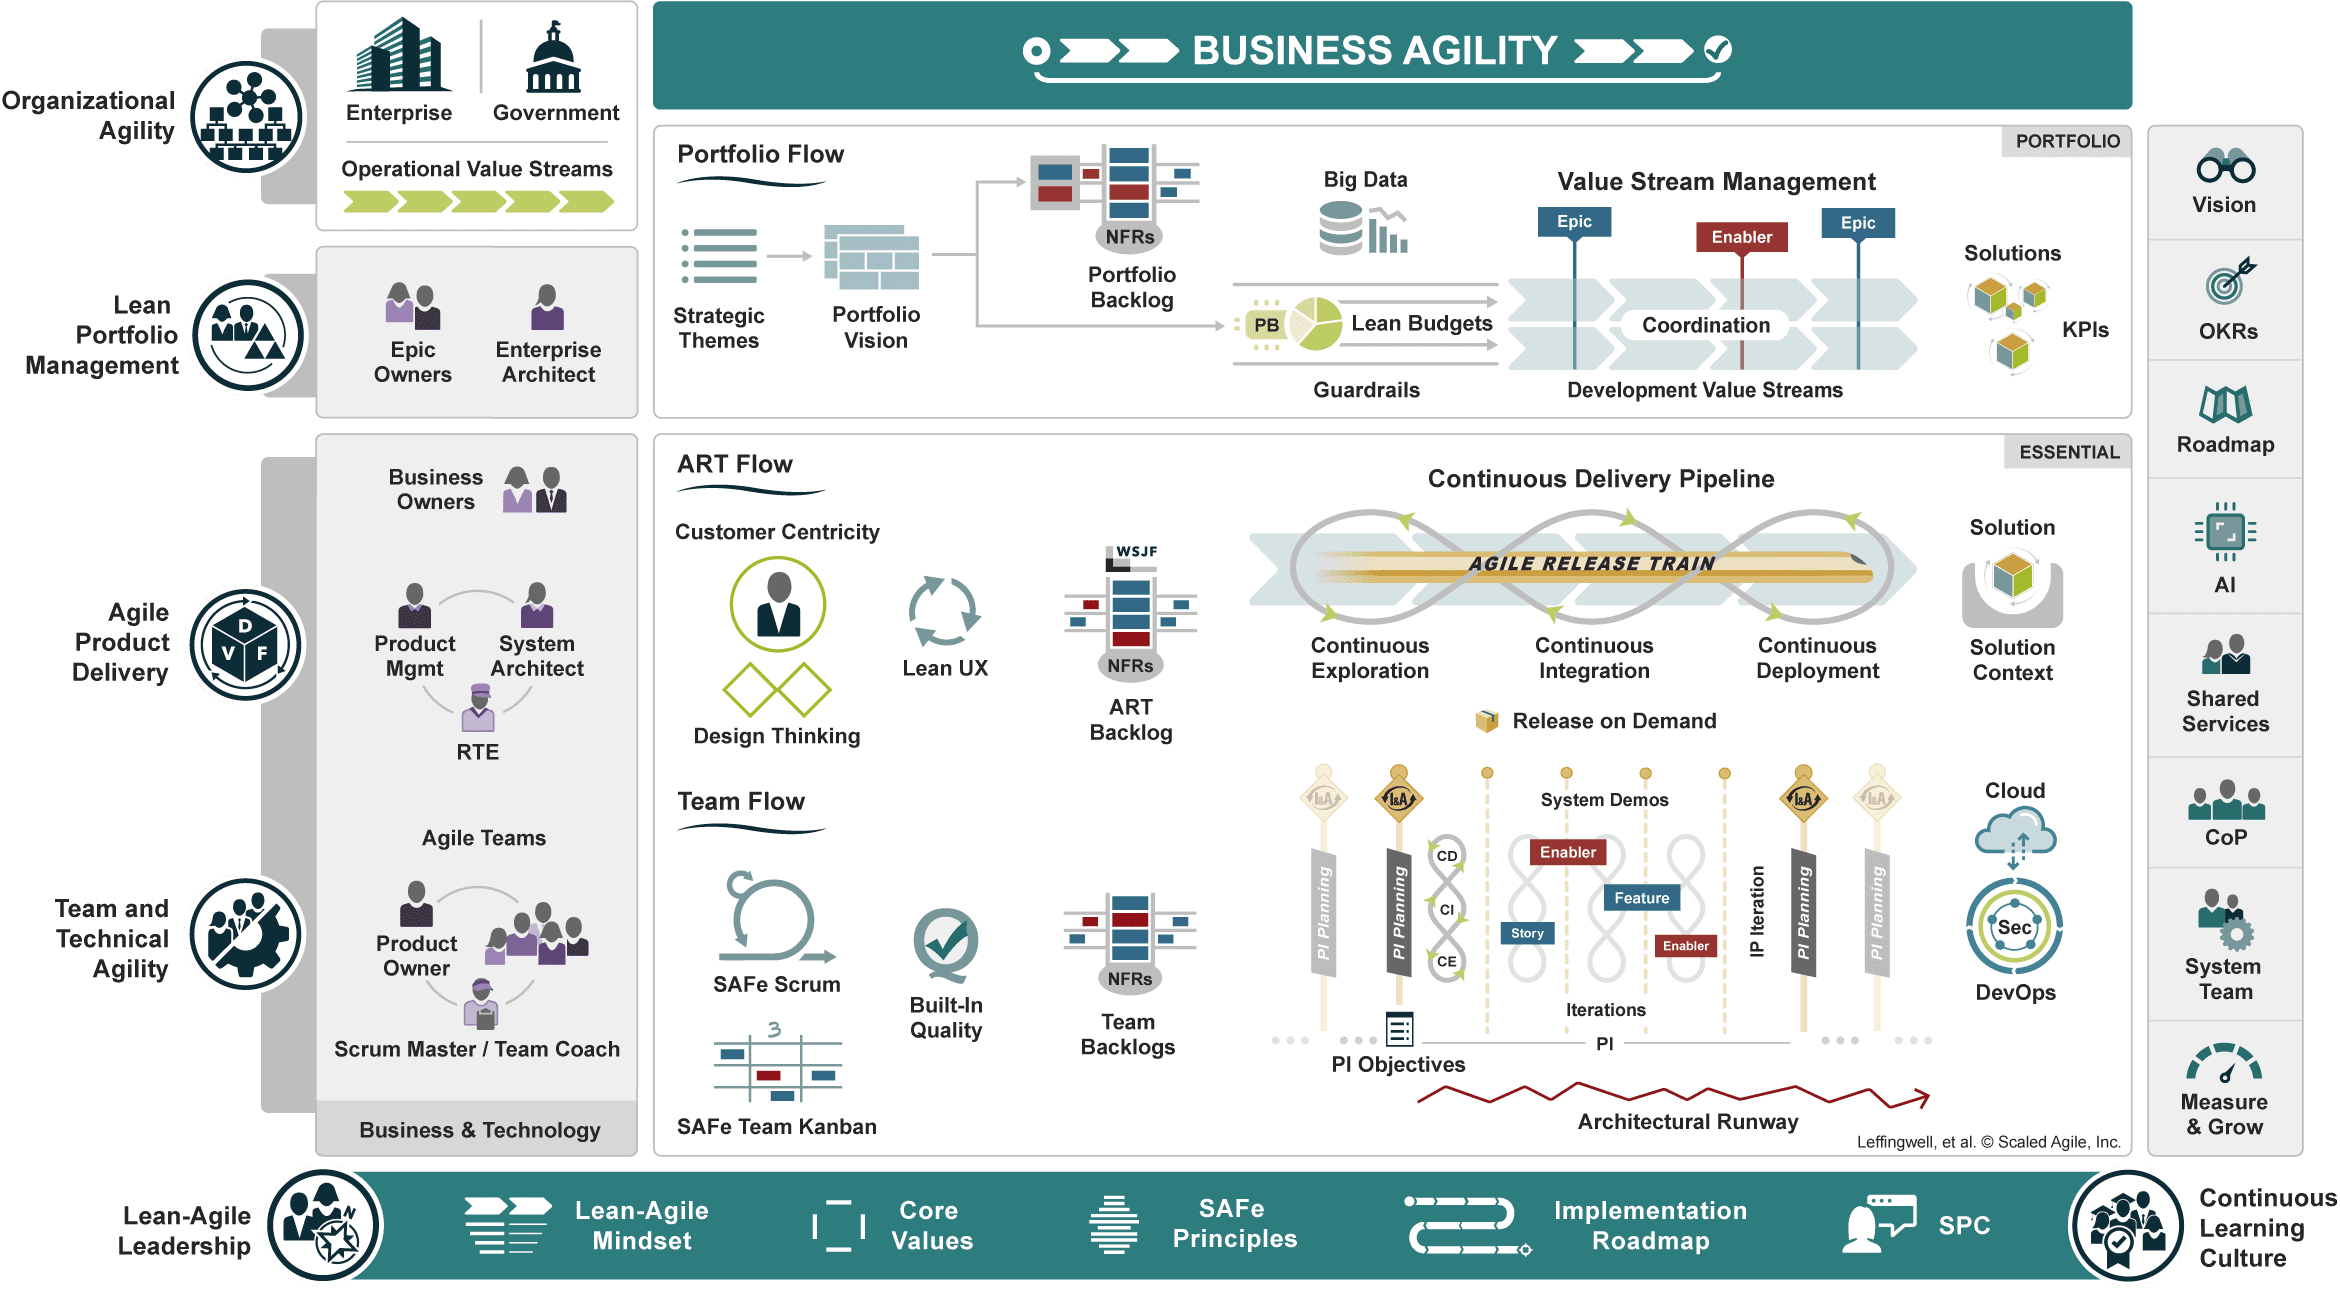 BUSINESS AGILITY
Organizational
Agility
Enterprise
Government
Operational Value Streams
Lean
Portfolio
Management
Epic
Owners
Enterprise
Architect
Portfolio Flow
PORTFOLIO
Strategic
Themes
Portfolio
Vision
NFRs
Portfolio
Backlog
Big Data
PB
Lean Budgets
Guardrails
Value Stream Management
Epic
Enabler
Epic
Coordination
Development Value Streams
Solutions
KPIs
Agile
Product
Delivery
D
V
F
Business
Owners
Product
Mgmt
System
Architect
RTE
Team and
Technical
Agility
Agile Teams
Product
Owner
Scrum Master / Team Coach
Business & Technology
ART Flow
ESSENTIAL
Customer Centricity
Design Thinking
Lean UX
WSJF
NFRs
ART
Backlog
Continuous Delivery Pipeline
AGILE RELEASE TRAIN
Continuous
Exploration
Continuous
Integration
Continuous
Deployment
Release on Demand
Solution
Solution
Context
Team Flow
SAFe Scrum
3
SAFe Team Kanban
Built-In
Quality
NFRs
Team
Backlogs
I&A
I&A
I&A
I&A
PI Planning
PI Planning
PI Planning
PI Planning
System Demos
CD
CI
CE
Enabler
Feature
Story
Enabler
IP Iteration
Iterations
PI
PI Objectives
Architectural Runway
Cloud
Sec
DevOps
Leffingwell, et al. © Scaled Agile, Inc.
Vision
OKRs
Roadmap
AI
Shared
Services
CoP
System
Team
Measure
& Grow
Lean-Agile
Leadership
N
Lean-Agile
Mindset
Core
Values
SAFe
Principles
Implementation
Roadmap
SPC
Continuous
Learning
Culture